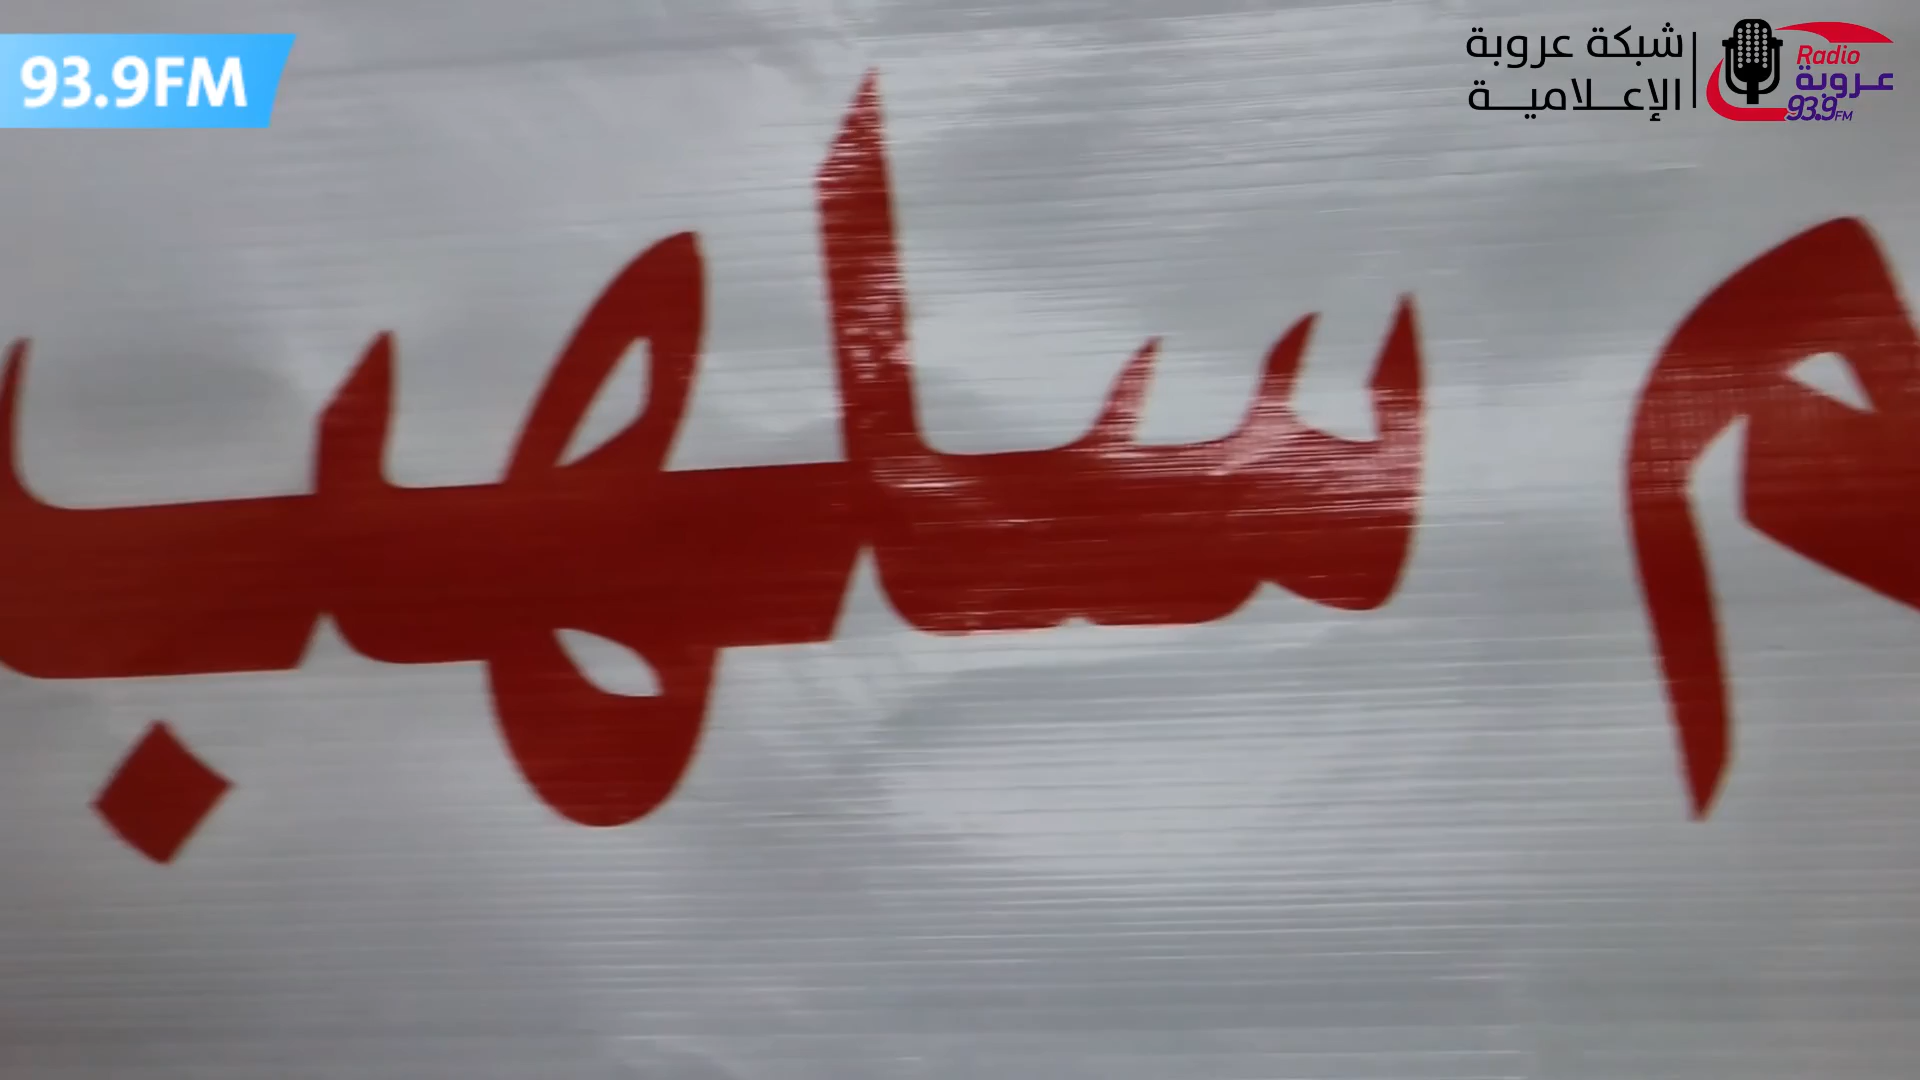 93.9FM
شبكة عروبة
الإعلامية
Radio
عروبة
93.9FM
م سلهب